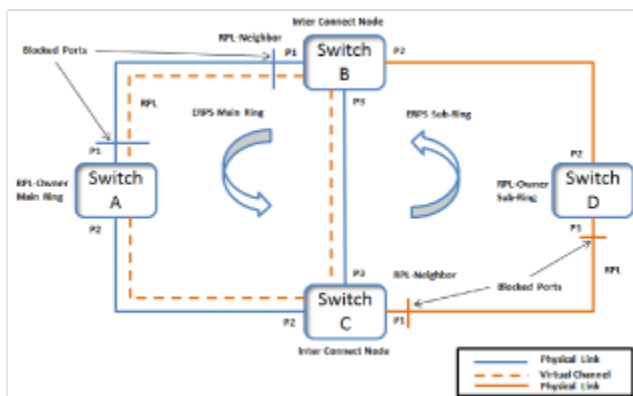 Inter Connect Node
RPL-Neighbor
P1
Switch
B
P2
Blocked Ports
RPL
P3
ERPS Main Ring
ERPS Sub-Ring
P1
P2
RPL-Owner
Main Ring
Switch
A
RPL-Owner
Sub-Ring
Switch
D
P2
P1
P3
RPL-Neighbor
Blocked Ports
RPL
Switch
C
P2
P1
Inter Connect Node
Physical Link
Virtual Channel
Physical Link